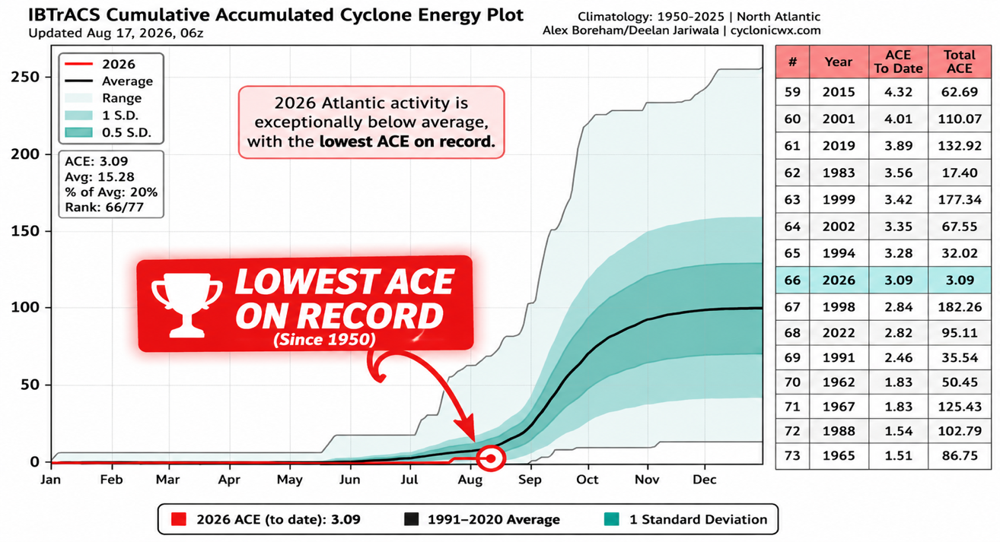 IBTrACS Cumulative Accumulated Cyclone Energy Plot
Updated Aug 17, 2026, 06z
Climatology: 1950-2025 | North Atlantic
Alex Boreham/Deelan Jariwala | cyclonicwx.com
2026
Average
Range
1 S.D.
0.5 S.D.
ACE: 3.09
Avg: 15.28
% of Avg: 20%
Rank: 66/77
2026 Atlantic activity is
exceptionally below average,
with the lowest ACE on record.
LOWEST ACE
ON RECORD
(Since 1950)
250
200
150
100
50
0
Jan Feb Mar Apr May Jun Jul Aug Sep Oct Nov Dec
# Year ACE To Date Total ACE
59 2015 4.32 62.69
60 2001 4.01 110.07
61 2019 3.89 132.92
62 1983 3.56 17.40
63 1999 3.42 177.34
64 2002 3.35 67.55
65 1994 3.28 32.02
66 2026 3.09 3.09
67 1998 2.84 182.26
68 2022 2.82 95.11
69 1991 2.46 35.54
70 1962 1.83 50.45
71 1967 1.83 125.43
72 1988 1.54 102.79
73 1965 1.51 86.75
2026 ACE (to date): 3.09
1991–2020 Average
1 Standard Deviation